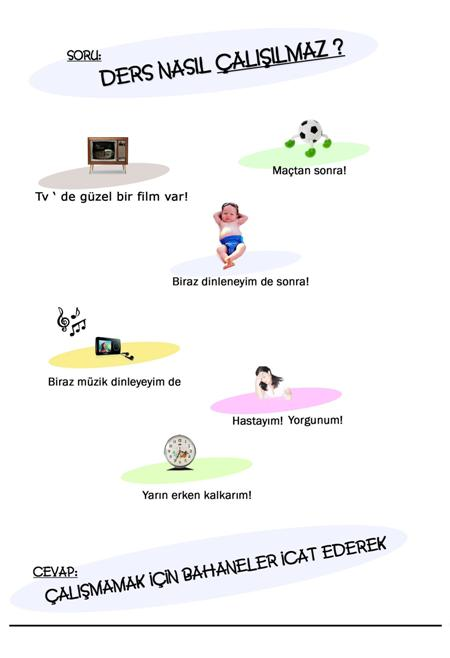 SORU:
DERS NASIL ÇALIŞILMAZ ?
Maçtan sonra!
Tv ' de güzel bir film var!
Biraz dinleneyim de sonra!
Biraz müzik dinleyeyim de
Hastayım! Yorgunum!
Yarın erken kalkarım!
CEVAP:
ÇALIŞMAMAK İÇİN BAHANELER İCAT EDEREK